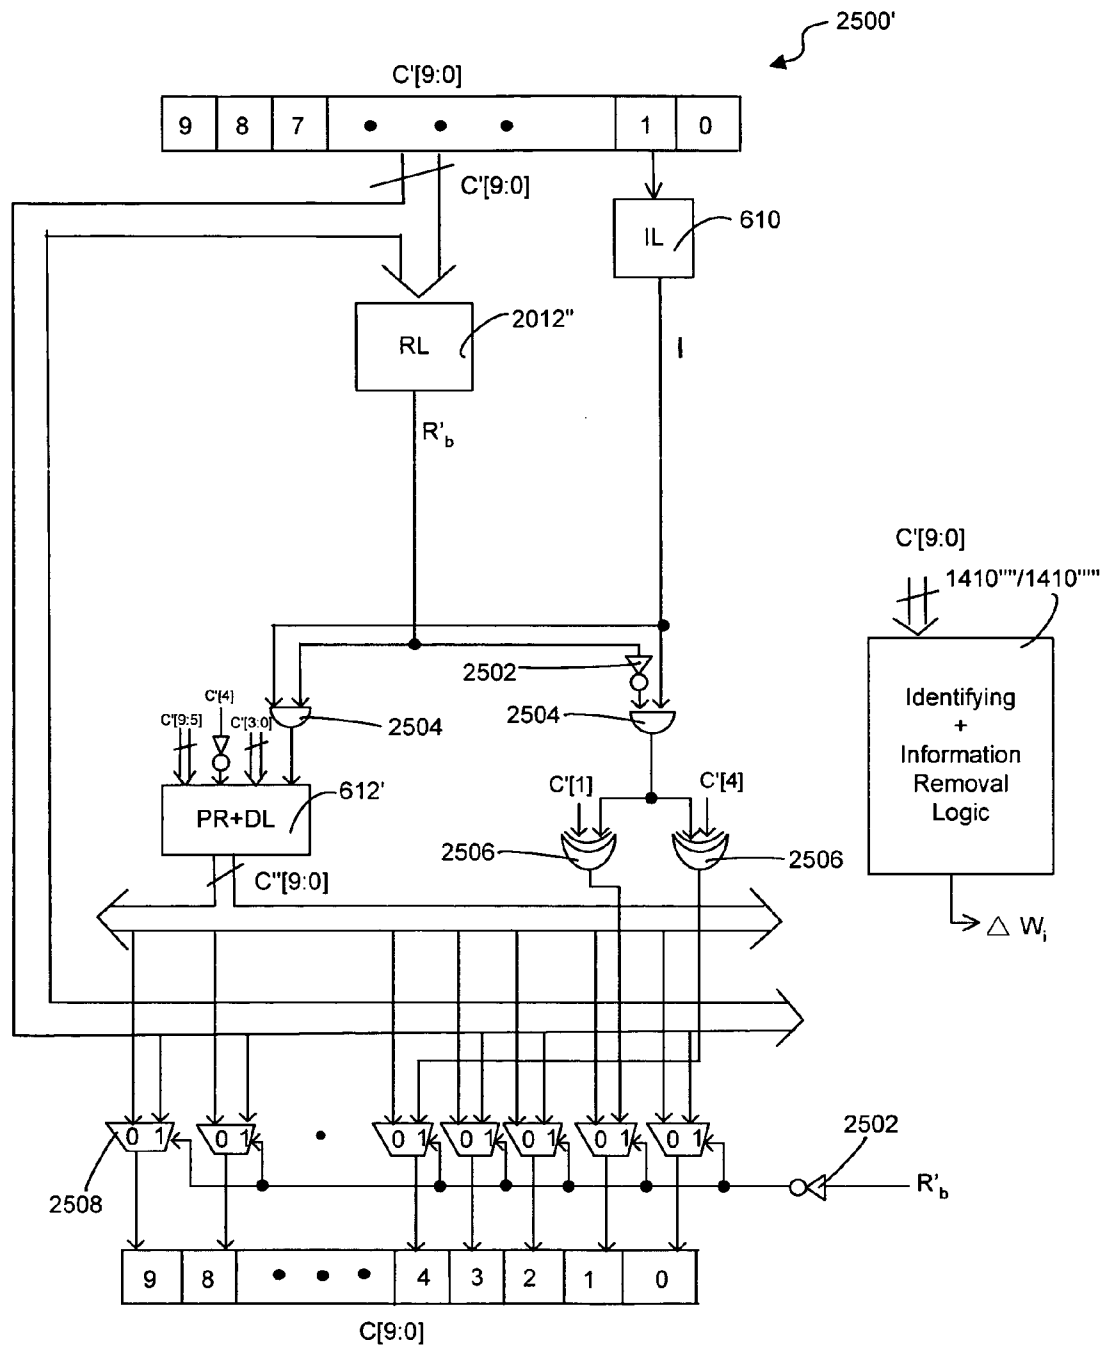 2500'
C'[9:0]
9 8 7 • • • 1 0
C'[9:0]
IL
610
RL
2012"
I
R'b
C'[9:0]
1410""/1410""'
Identifying
+
Information
Removal
Logic
△ Wi
2502
2504
2504
C'[9:5]
C'[4]
C'[3:0]
PR+DL
612'
C'[1]
C'[4]
2506
2506
C"[9:0]
0 1
0 1
•
0 1
0 1
0 1
0 1
0 1
2502
2508
R'b
9 8 • • • 4 3 2 1 0
C[9:0]